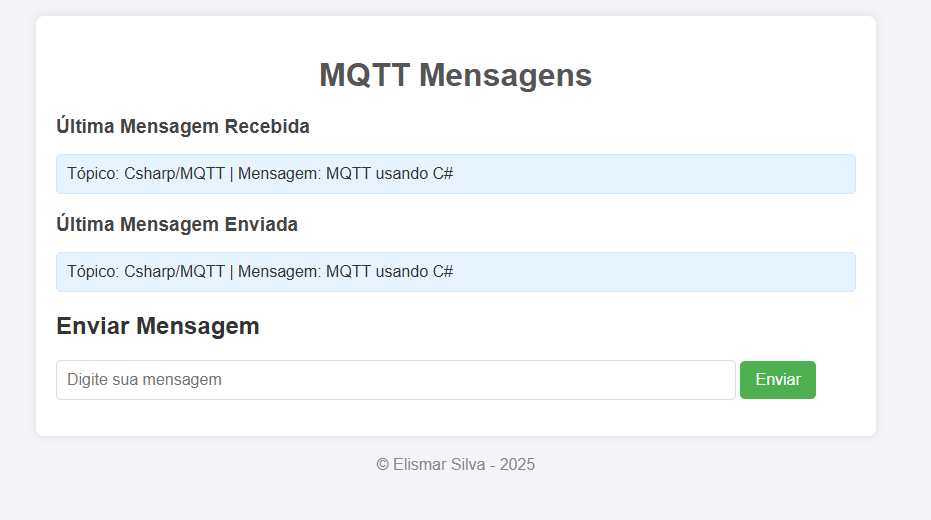 MQTT Mensagens
Última Mensagem Recebida
Tópico: Csharp/MQTT | Mensagem: MQTT usando C#
Última Mensagem Enviada
Tópico: Csharp/MQTT | Mensagem: MQTT usando C#
Enviar Mensagem
Digite sua mensagem Enviar
© Elismar Silva - 2025